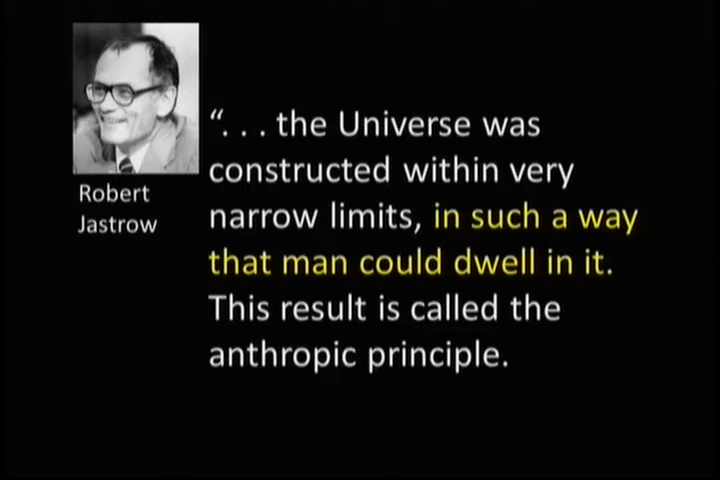 Robert
Jastrow
“. . . the Universe was
constructed within very
narrow limits, in such a way
that man could dwell in it.
This result is called the
anthropic principle.